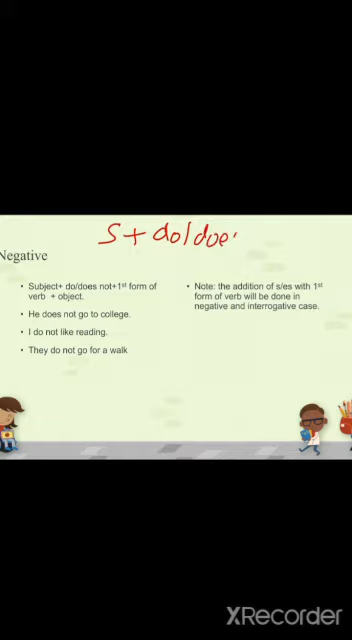 S + do/doe
Negative
• Subject+ do/does not+1st form of
verb + object.
• He does not go to college.
• I do not like reading.
• They do not go for a walk
• Note: the addition of s/es with 1st
form of verb will be done in
negative and interrogative case.
XRecorder